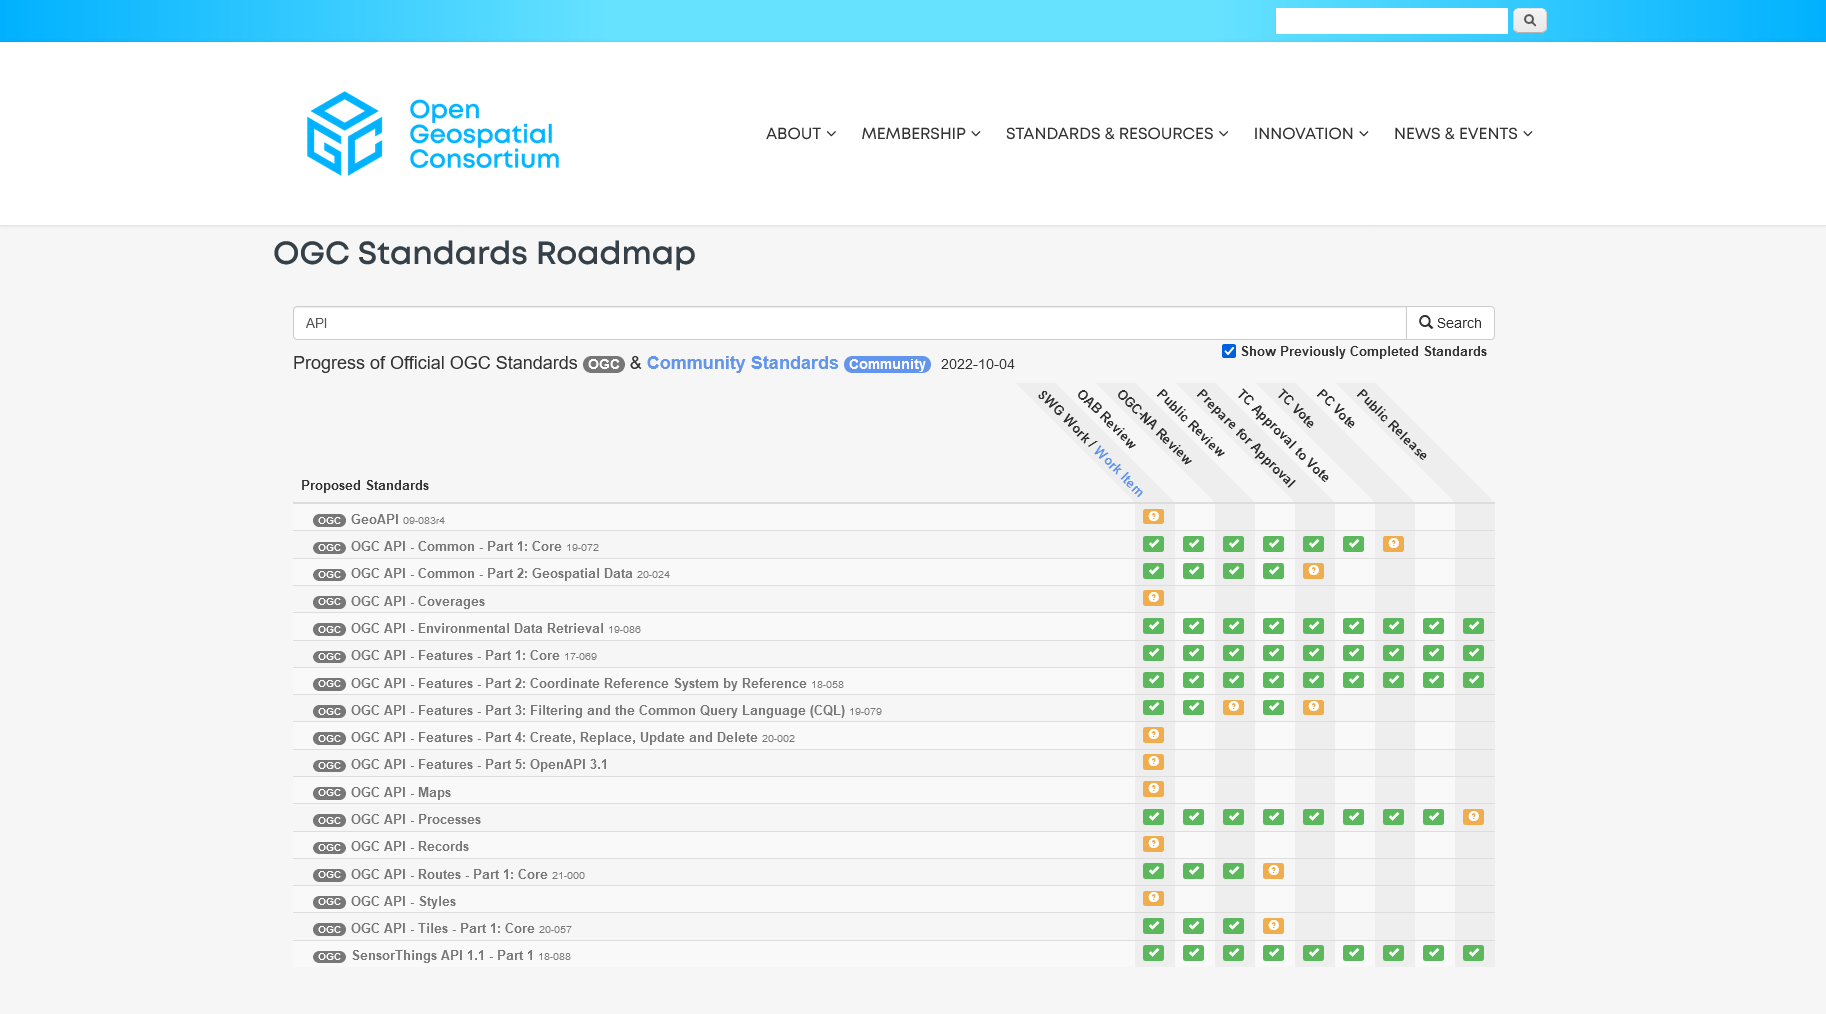 Open
Geospatial
Consortium
ABOUT MEMBERSHIP STANDARDS & RESOURCES INNOVATION NEWS & EVENTS
OGC Standards Roadmap
API
Search
Show Previously Completed Standards
Progress of Official OGC Standards OGC & Community Standards Community 2022-10-04
SWG Work / Work Item
OAB Review
OGC-NA Review
Public Review
Prepare for Approval
TC Approval to Vote
TC Vote
PC Vote
Public Release
Proposed Standards
OGC GeoAPI 09-083r4
OGC OGC API - Common - Part 1: Core 19-072
OGC OGC API - Common - Part 2: Geospatial Data 20-024
OGC OGC API - Coverages
OGC OGC API - Environmental Data Retrieval 19-086
OGC OGC API - Features - Part 1: Core 17-069
OGC OGC API - Features - Part 2: Coordinate Reference System by Reference 18-058
OGC OGC API - Features - Part 3: Filtering and the Common Query Language (CQL) 19-079
OGC OGC API - Features - Part 4: Create, Replace, Update and Delete 20-002
OGC OGC API - Features - Part 5: OpenAPI 3.1
OGC OGC API - Maps
OGC OGC API - Processes
OGC OGC API - Records
OGC OGC API - Routes - Part 1: Core 21-000
OGC OGC API - Styles
OGC OGC API - Tiles - Part 1: Core 20-057
OGC SensorThings API 1.1 - Part 1 18-088